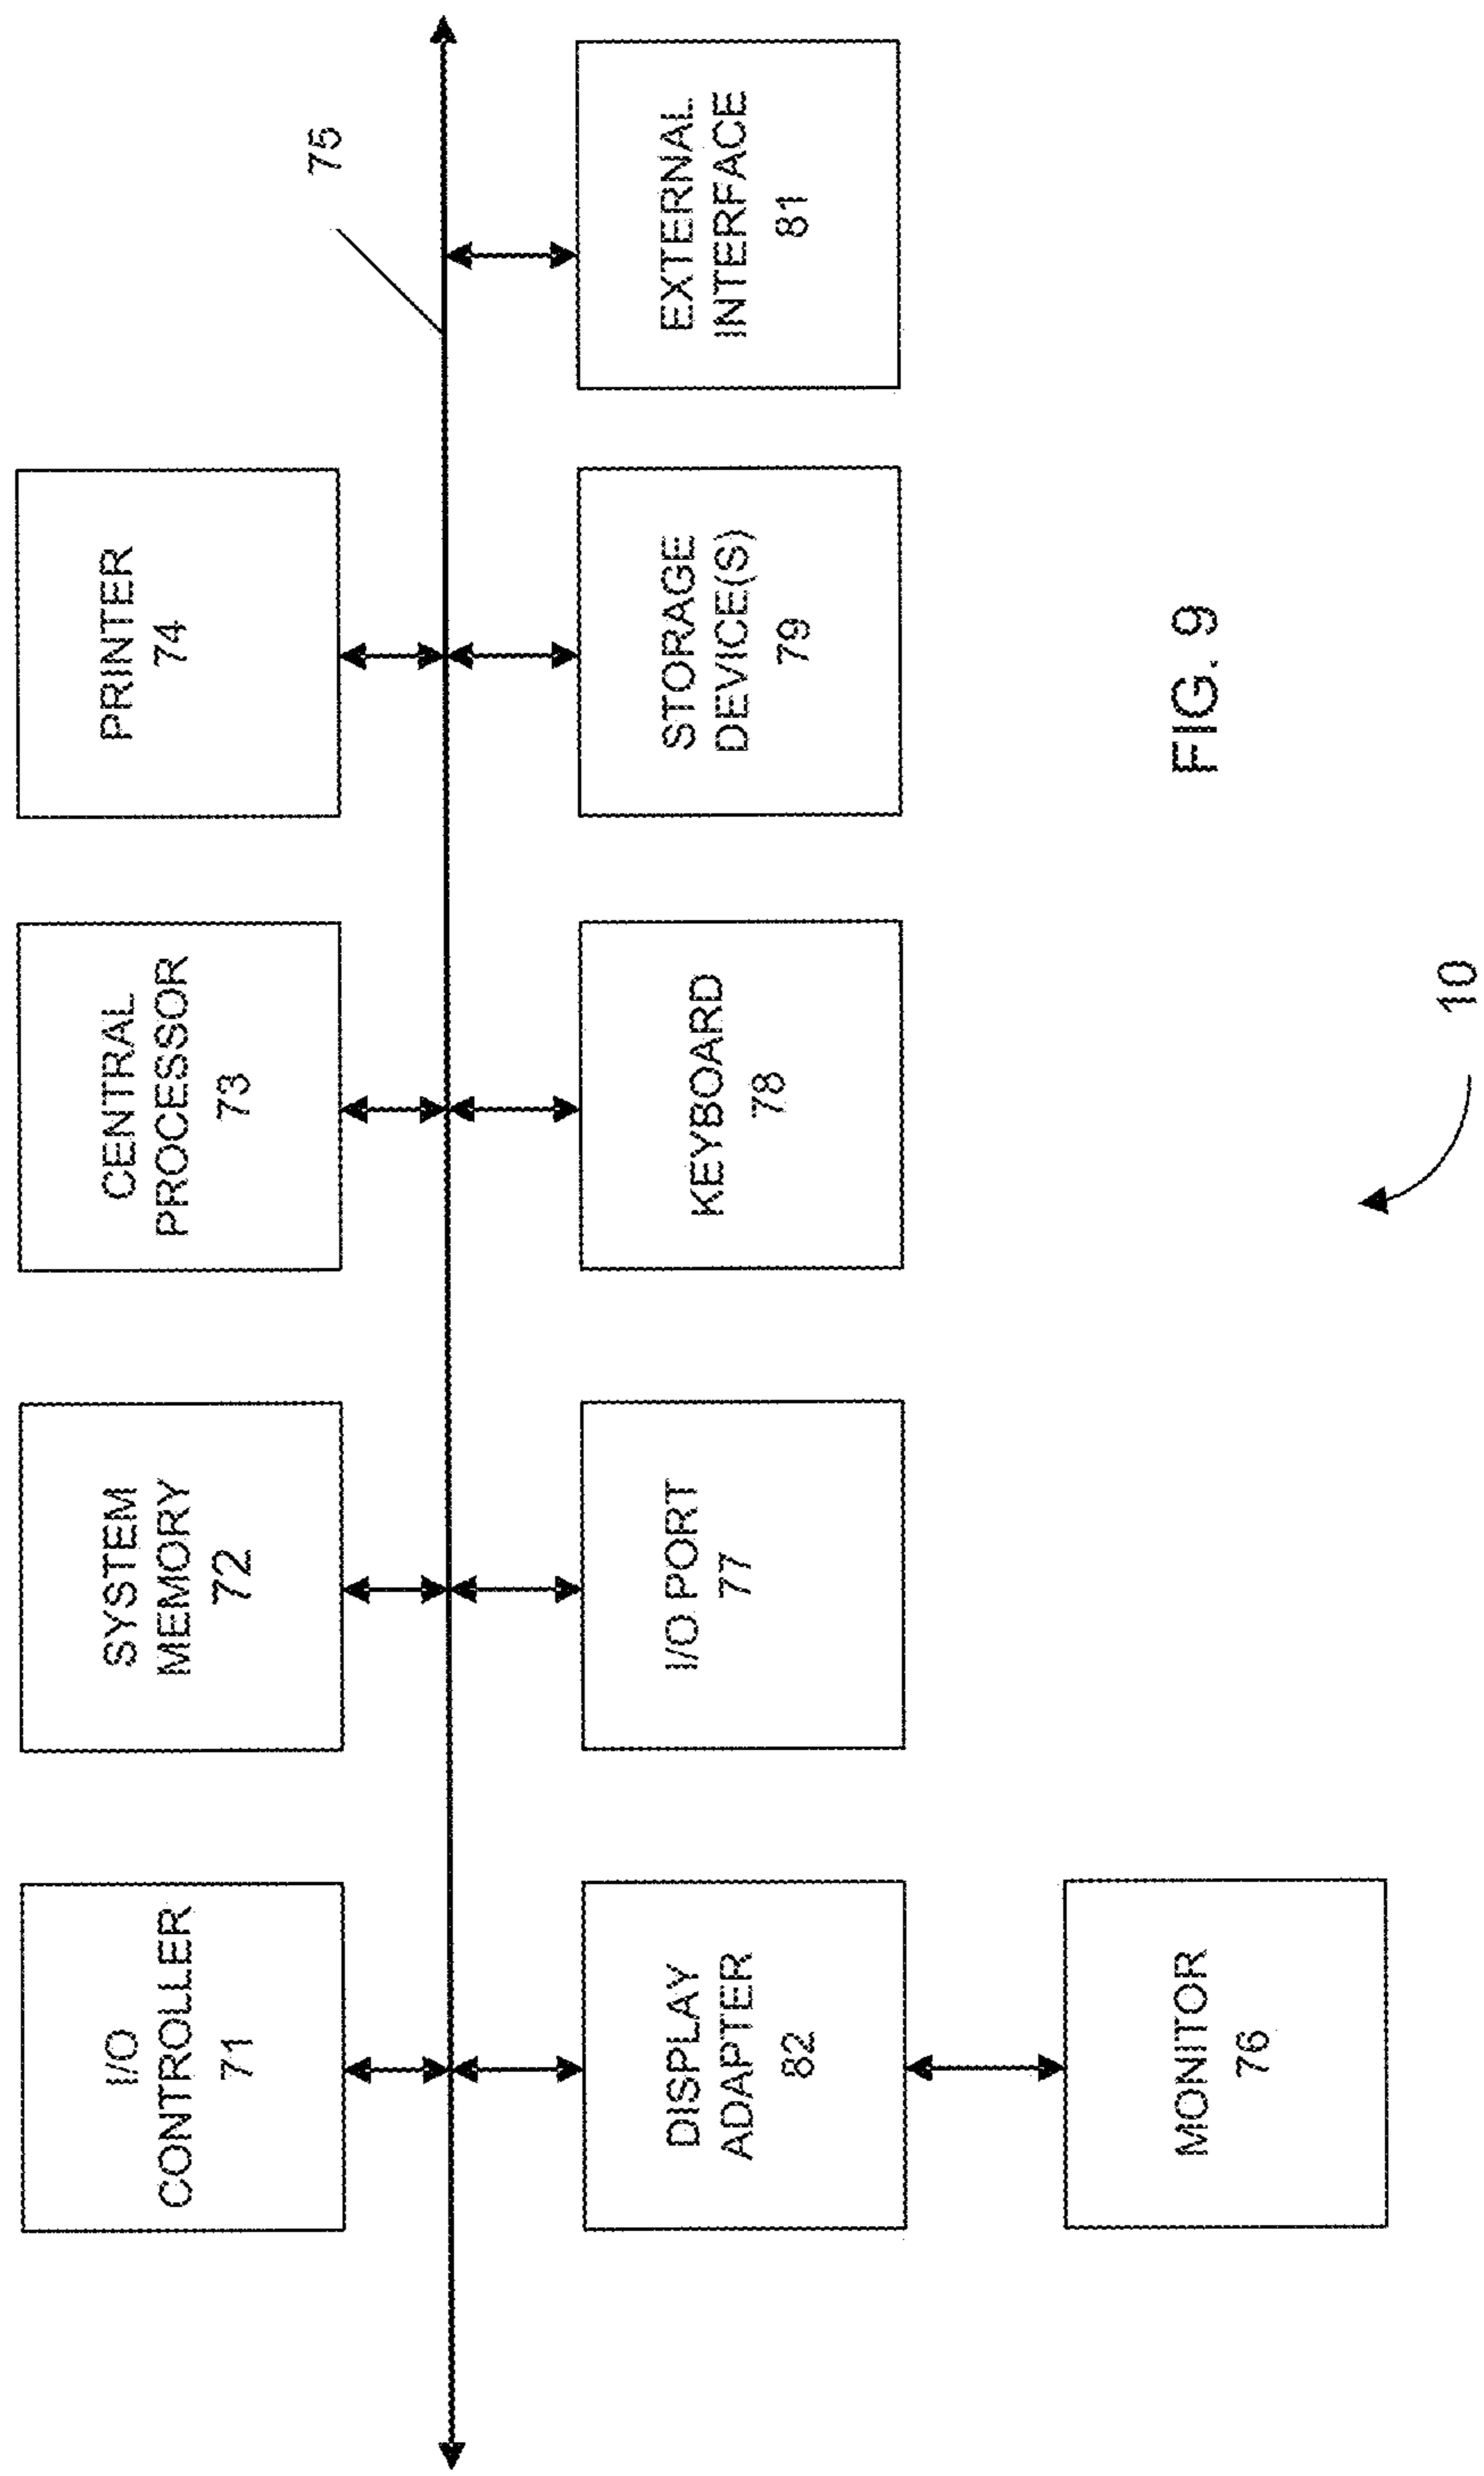 I/O
CONTROLLER
71
SYSTEM
MEMORY
72
CENTRAL
PROCESSOR
73
PRINTER
74
75
DISPLAY
ADAPTER
82
I/O PORT
77
KEYBOARD
78
STORAGE
DEVICE(S)
79
EXTERNAL
INTERFACE
81
MONITOR
76
FIG. 9
10